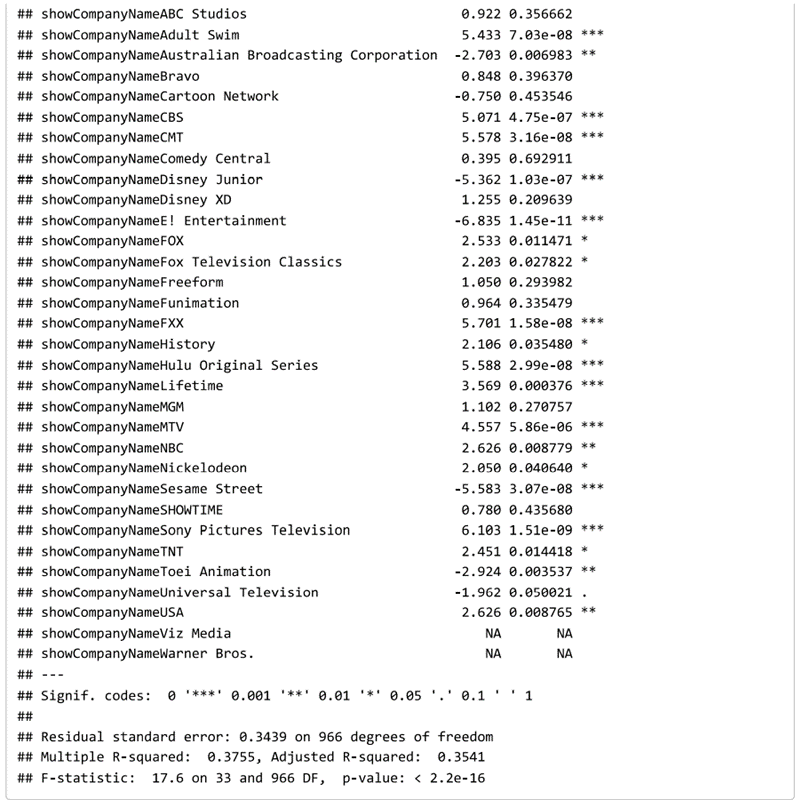 ## showCompanyNameABC Studios 0.922 0.356662
## showCompanyNameAdult Swim 5.433 7.03e-08 ***
## showCompanyNameAustralian Broadcasting Corporation -2.703 0.006983 **
## showCompanyNameBravo 0.848 0.396370
## showCompanyNameCartoon Network -0.750 0.453546
## showCompanyNameCBS 5.071 4.75e-07 ***
## showCompanyNameCMT 5.578 3.16e-08 ***
## showCompanyNameComedy Central 0.395 0.692911
## showCompanyNameDisney Junior -5.362 1.03e-07 ***
## showCompanyNameDisney XD 1.255 0.209639
## showCompanyNameE! Entertainment -6.835 1.45e-11 ***
## showCompanyNameFOX 2.533 0.011471 *
## showCompanyNameFox Television Classics 2.203 0.027822 *
## showCompanyNameFreeform 1.050 0.293982
## showCompanyNameFunimation 0.964 0.335479
## showCompanyNameFXX 5.701 1.58e-08 ***
## showCompanyNameHistory 2.106 0.035480 *
## showCompanyNameHulu Original Series 5.588 2.99e-08 ***
## showCompanyNameLifetime 3.569 0.000376 ***
## showCompanyNameMGM 1.102 0.270757
## showCompanyNameMTV 4.557 5.86e-06 ***
## showCompanyNameNBC 2.626 0.008779 **
## showCompanyNameNickelodeon 2.050 0.040640 *
## showCompanyNameSesame Street -5.583 3.07e-08 ***
## showCompanyNameSHOWTIME 0.780 0.435680
## showCompanyNameSony Pictures Television 6.103 1.51e-09 ***
## showCompanyNameTNT 2.451 0.014418 *
## showCompanyNameToei Animation -2.924 0.003537 **
## showCompanyNameUniversal Television -1.962 0.050021 .
## showCompanyNameUSA 2.626 0.008765 **
## showCompanyNameViz Media NA NA
## showCompanyNameWarner Bros. NA NA
## ---
## Signif. codes: 0 '***' 0.001 '**' 0.01 '*' 0.05 '.' 0.1 ' ' 1
##
## Residual standard error: 0.3439 on 966 degrees of freedom
## Multiple R-squared: 0.3755, Adjusted R-squared: 0.3541
## F-statistic: 17.6 on 33 and 966 DF, p-value: < 2.2e-16